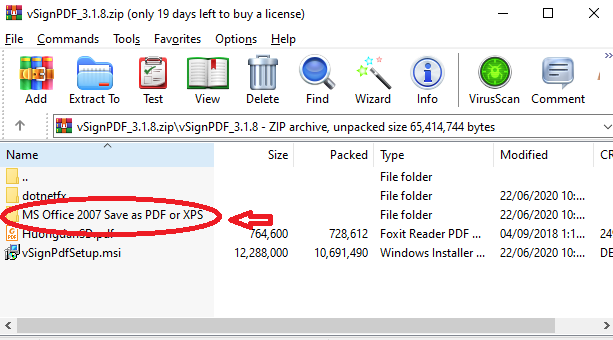 vSignPDF_3.1.8.zip (only 19 days left to buy a license)
File Commands Tools Favorites Options Help
Add Extract To Test View Delete Find Wizard Info VirusScan Comment
vSignPDF_3.1.8.zip\vSignPDF_3.1.8 - ZIP archive, unpacked size 65,414,744 bytes
Name Size Packed Type Modified CR
.. File folder
dotnetfx File folder 22/06/2020 10:...
MS Office 2007 Save as PDF or XPS File folder 22/06/2020 10:...
HuongdanSD.pdf 764,600 728,612 Foxit Reader PDF ... 04/09/2018 1:1... 249
vSignPdfSetup.msi 12,288,000 10,691,490 Windows Installer ... 22/06/2020 10:... DE